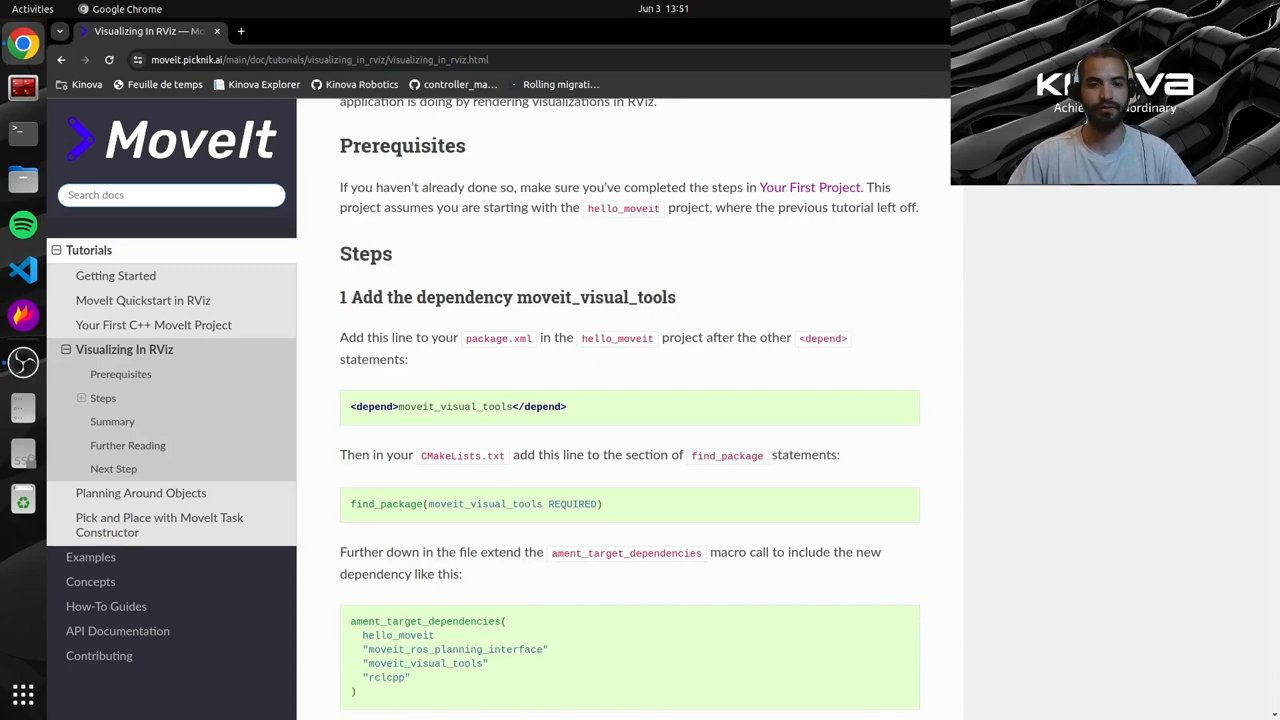 Activities
Google Chrome
Jun 3 13:51
Visualizing In RViz — Mo
moveit.picknik.ai/main/doc/tutorials/visualizing_in_rviz/visualizing_in_rviz.html
Kinova
Feuille de temps
Kinova Explorer
Kinova Robotics
controller_ma...
Rolling migrati...
MoveIt
Search docs
Tutorials
Getting Started
MoveIt Quickstart in RViz
Your First C++ MoveIt Project
Visualizing In RViz
Prerequisites
Steps
Summary
Further Reading
Next Step
Planning Around Objects
Pick and Place with MoveIt Task
Constructor
Examples
Concepts
How-To Guides
API Documentation
Contributing
application is doing by rendering visualizations in RViz.
Prerequisites
If you haven't already done so, make sure you've completed the steps in Your First Project. This
project assumes you are starting with the hello_moveit project, where the previous tutorial left off.
Steps
1 Add the dependency moveit_visual_tools
Add this line to your package.xml in the hello_moveit project after the other <depend>
statements:
<depend>moveit_visual_tools</depend>
Then in your CMakeLists.txt add this line to the section of find_package statements:
find_package(moveit_visual_tools REQUIRED)
Further down in the file extend the ament_target_dependencies macro call to include the new
dependency like this:
ament_target_dependencies(
hello_moveit
"moveit_ros_planning_interface"
"moveit_visual_tools"
"rclcpp"
)